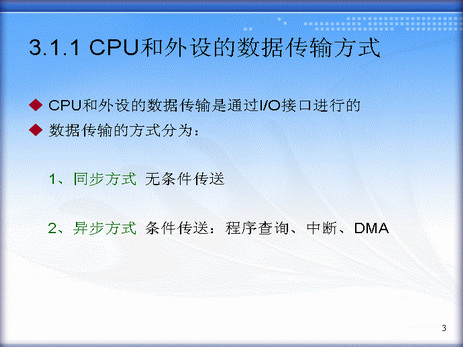 3.1.1 CPU和外设的数据传输方式
CPU和外设的数据传输是通过I/O接口进行的
数据传输的方式分为：
1、同步方式 无条件传送
2、异步方式 条件传送：程序查询、中断、DMA
3